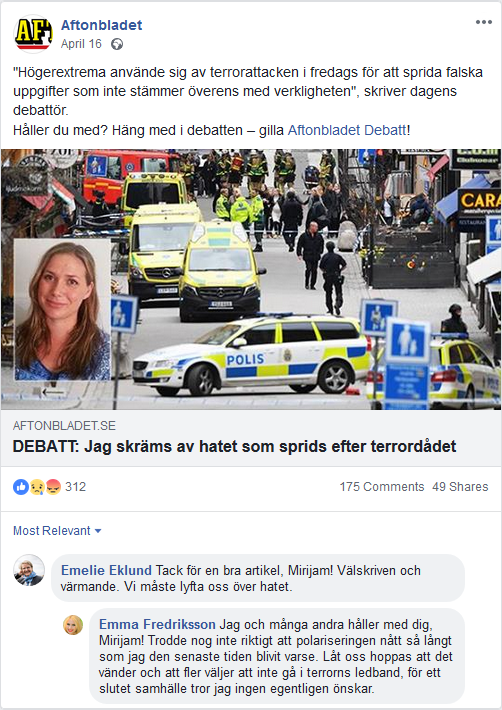 AF
Aftonbladet
April 16
"Högerextrema använde sig av terrorattacken i fredags för att sprida falska
uppgifter som inte stämmer överens med verkligheten", skriver dagens
debattör.
Håller du med? Häng med i debatten – gilla Aftonbladet Debatt!
CARA
POLIS
AFTONBLADET.SE
DEBATT: Jag skräms av hatet som sprids efter terrordådet
312
175 Comments 49 Shares
Most Relevant
Emelie Eklund Tack för en bra artikel, Mirijam! Välskriven och
värmande. Vi måste lyfta oss över hatet.
Emma Fredriksson Jag och många andra håller med dig,
Mirijam! Trodde nog inte riktigt att polariseringen nått så långt
som jag den senaste tiden blivit varse. Låt oss hoppas att det
vänder och att fler väljer att inte gå i terrorns ledband, för ett
slutet samhälle tror jag ingen egentligen önskar.